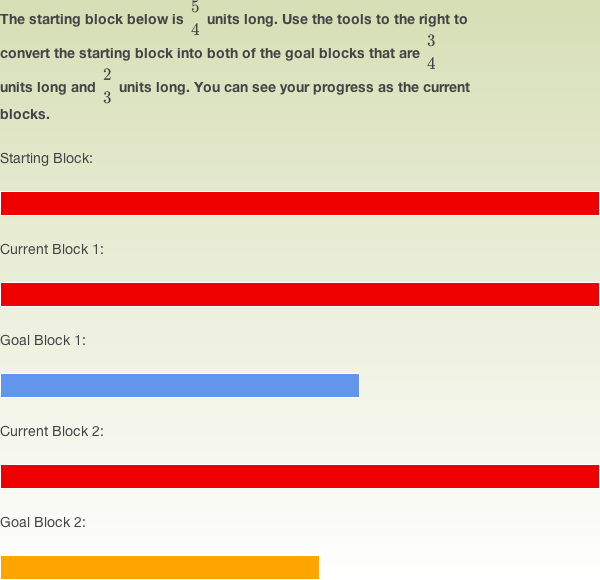 The starting block below is 5/4 units long. Use the tools to the right to
convert the starting block into both of the goal blocks that are 3/4
units long and 2/3 units long. You can see your progress as the current
blocks.
Starting Block:
Current Block 1:
Goal Block 1:
Current Block 2:
Goal Block 2: